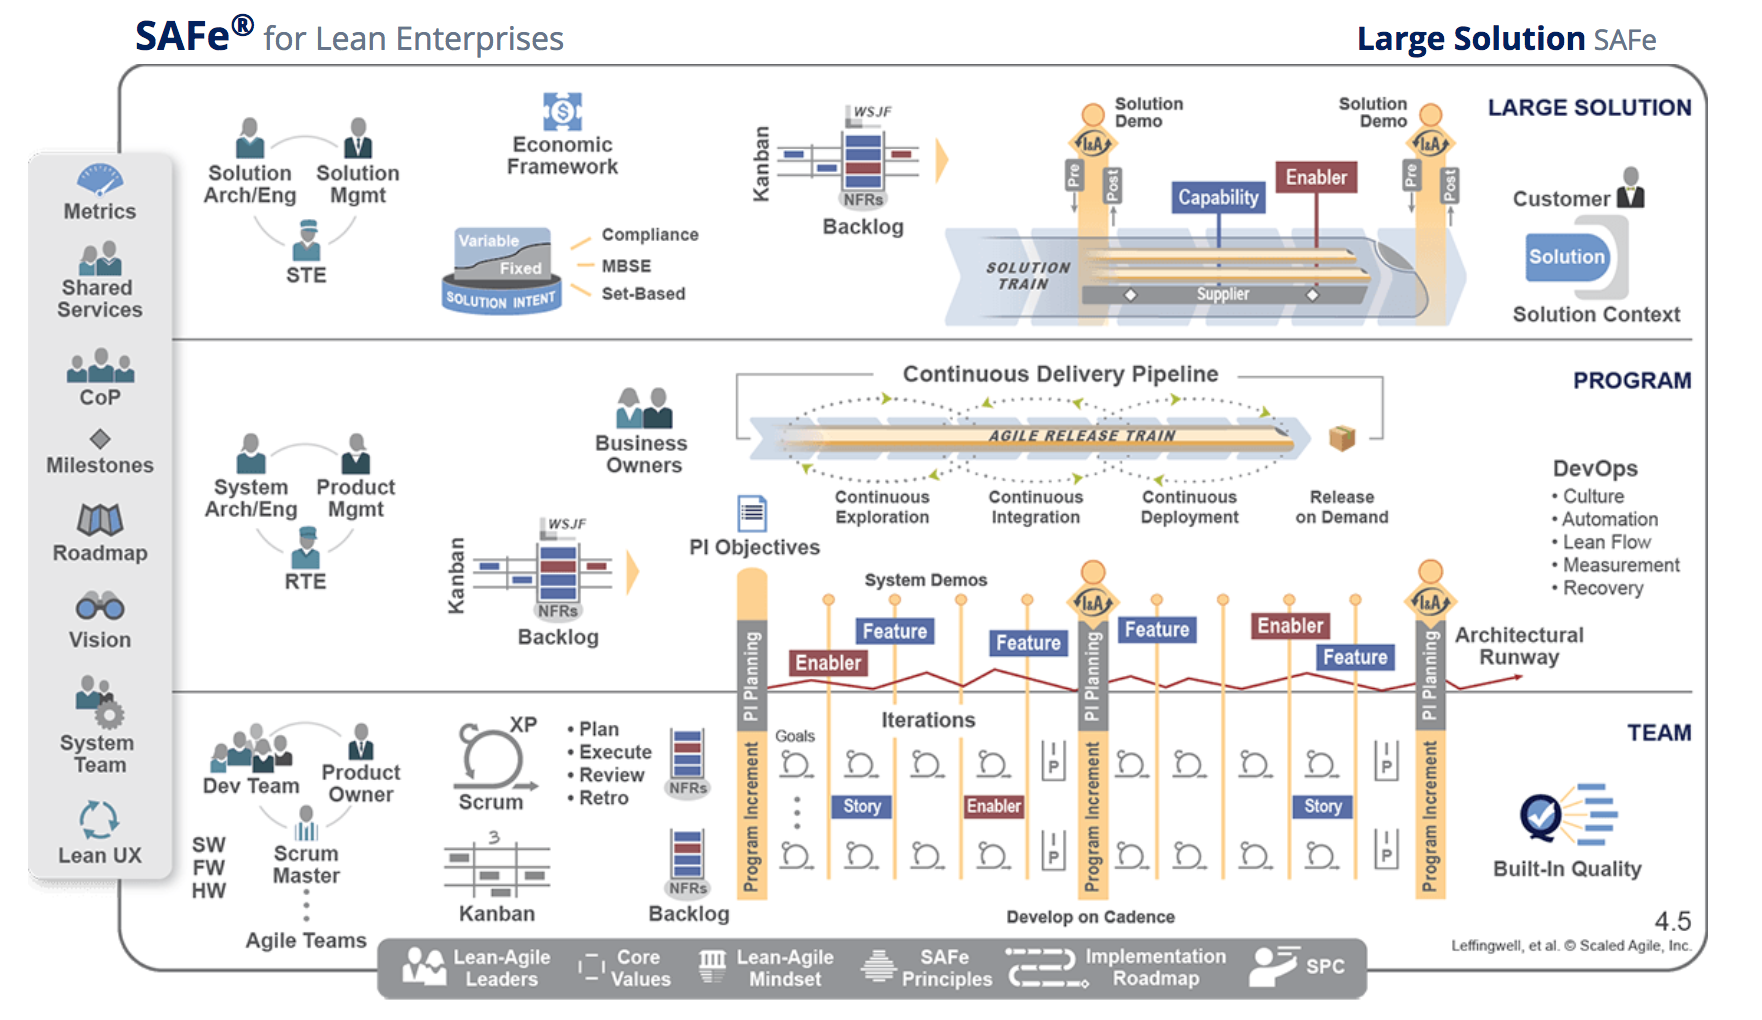 SAFe® for Lean Enterprises
Large Solution SAFe
Metrics
Shared
Services
CoP
Milestones
Roadmap
Vision
System
Team
Lean UX
LARGE SOLUTION
Solution
Arch/Eng
Solution
Mgmt
STE
Economic
Framework
Variable
Fixed
SOLUTION INTENT
Compliance
MBSE
Set-Based
Kanban
WSJF
NFRs
Backlog
Solution
Demo
I&A
Pre
Post
Capability
Enabler
Solution
Demo
I&A
Pre
Post
SOLUTION
TRAIN
Supplier
Customer
Solution
Solution Context
PROGRAM
System
Arch/Eng
Product
Mgmt
RTE
Business
Owners
Kanban
WSJF
NFRs
Backlog
Continuous Delivery Pipeline
AGILE RELEASE TRAIN
Continuous
Exploration
Continuous
Integration
Continuous
Deployment
Release
on Demand
DevOps
• Culture
• Automation
• Lean Flow
• Measurement
• Recovery
PI Objectives
System Demos
I&A
I&A
Enabler
Feature
Feature
Feature
Enabler
Feature
PI Planning
PI Planning
PI Planning
Architectural
Runway
TEAM
Dev Team
Product
Owner
Scrum
Master
SW
FW
HW
Agile Teams
XP
Scrum
• Plan
• Execute
• Review
• Retro
3
Kanban
NFRs
NFRs
Backlog
Program Increment
Goals
Iterations
Story
Enabler
I
P
I
P
Program Increment
Story
I
P
I
P
Program Increment
Develop on Cadence
Built-In Quality
4.5
Leffingwell, et al. © Scaled Agile, Inc.
Lean-Agile
Leaders
Core
Values
Lean-Agile
Mindset
SAFe
Principles
Implementation
Roadmap
SPC